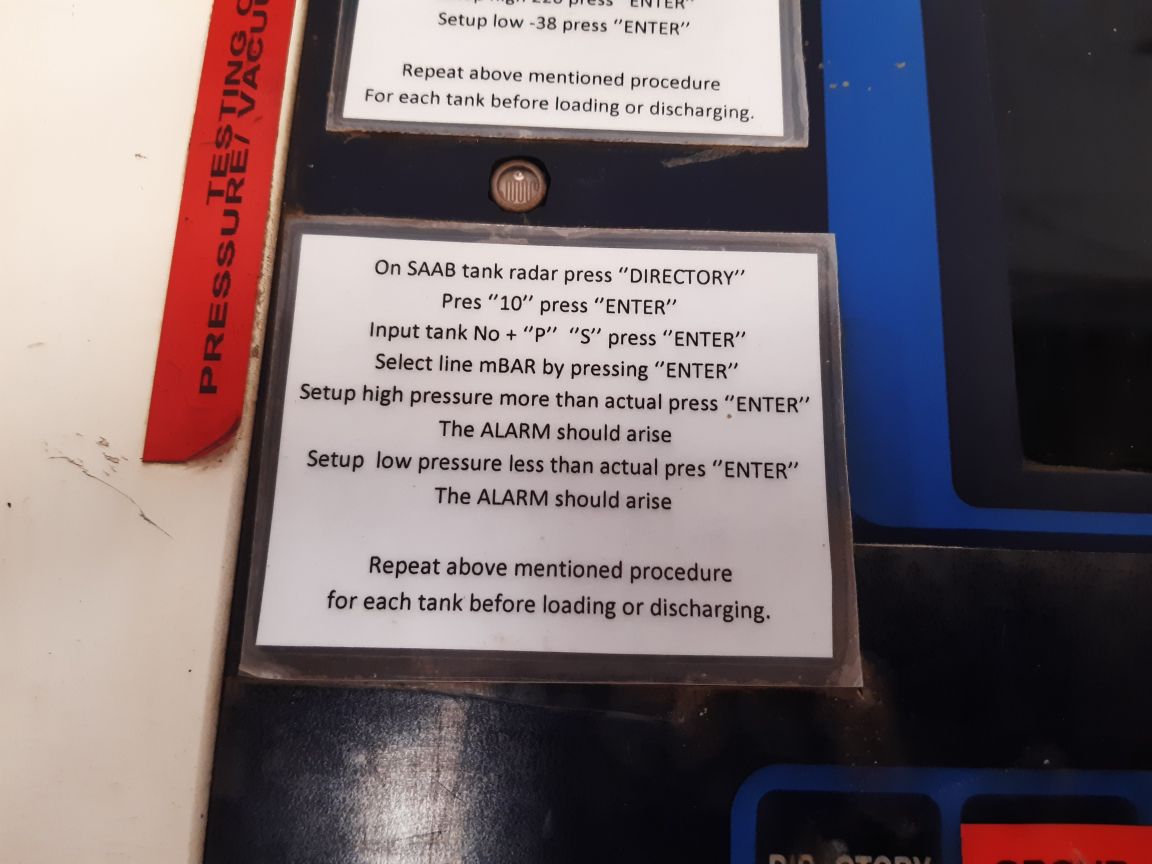 press "ENTER"
Setup low -38 press "ENTER"
Repeat above mentioned procedure
For each tank before loading or discharging.
TESTING
PRESSURE/
On SAAB tank radar press "DIRECTORY"
Pres "10" press "ENTER"
Input tank No + "P" "S" press "ENTER"
Select line mBAR by pressing "ENTER"
Setup high pressure more than actual press "ENTER"
The ALARM should arise
Setup low pressure less than actual pres "ENTER"
The ALARM should arise
Repeat above mentioned procedure
for each tank before loading or discharging.